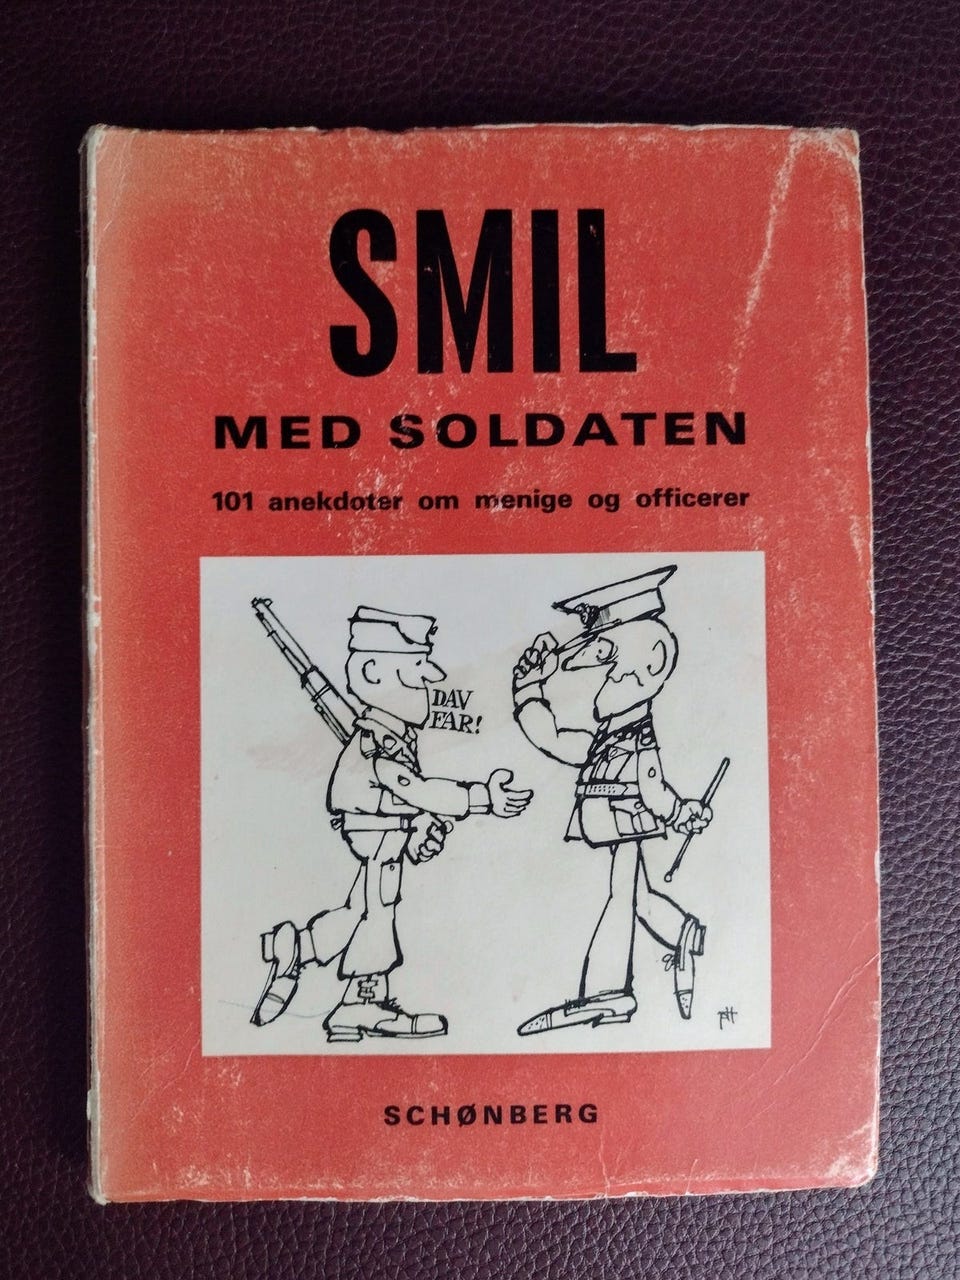 SMIL
MED SOLDATEN
101 anekdoter om menige og officerer
DAV
FAR!
SCHØNBERG